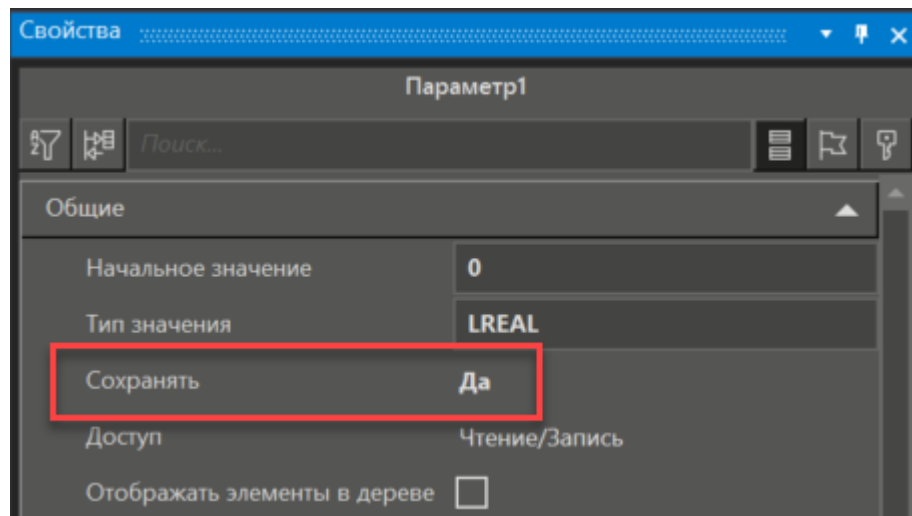 Свойства
Параметр1
Поиск...
Общие
Начальное значение 0
Тип значения LREAL
Сохранять Да
Доступ Чтение/Запись
Отображать элементы в дереве